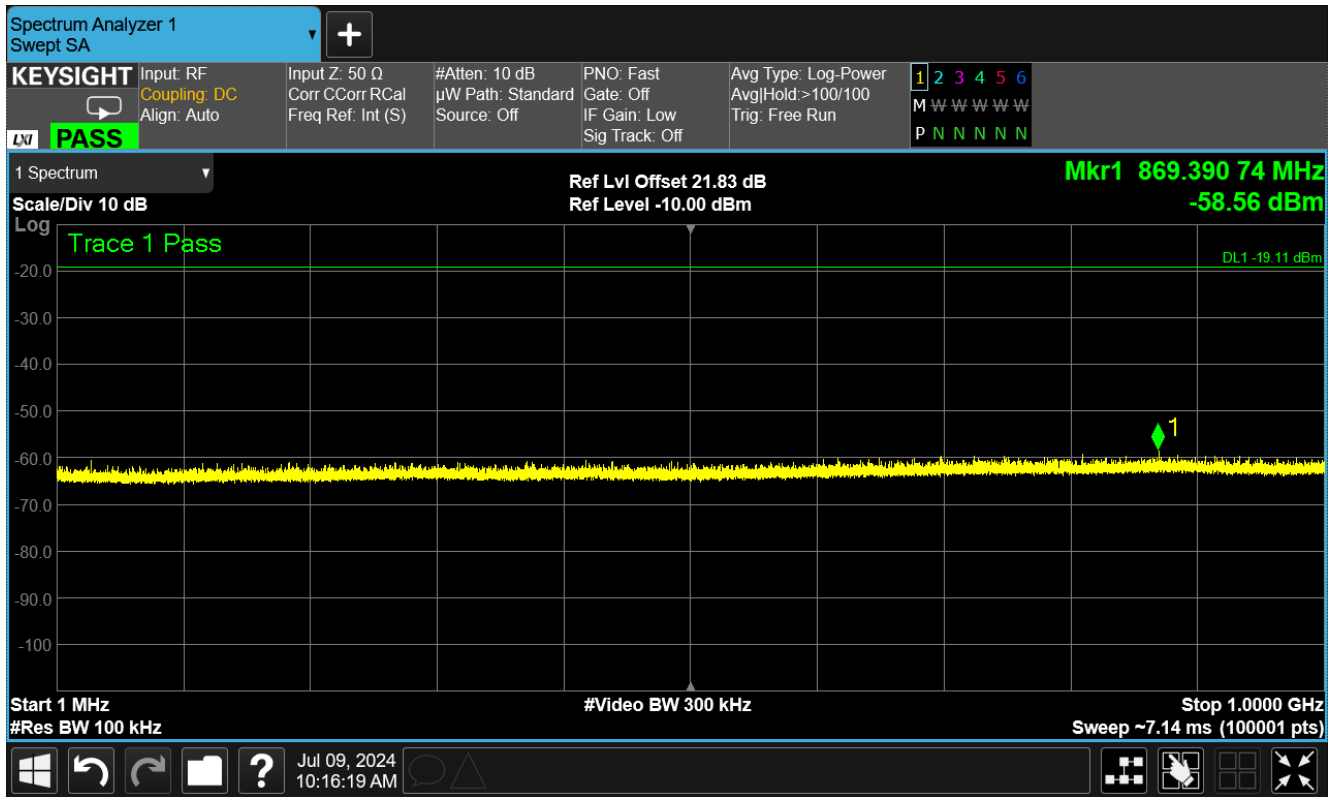 Spectrum Analyzer 1
Swept SA
▼
+
KEYSIGHT
LXI
PASS
Input: RF
Coupling: DC
Align: Auto
Input Z: 50 Ω
Corr CCorr RCal
Freq Ref: Int (S)
#Atten: 10 dB
µW Path: Standard
Source: Off
PNO: Fast
Gate: Off
IF Gain: Low
Sig Track: Off
Avg Type: Log-Power
Avg|Hold:>100/100
Trig: Free Run
1 2 3 4 5 6
M W W W W W
P N N N N N
1 Spectrum ▼
Scale/Div 10 dB
Ref Lvl Offset 21.83 dB
Ref Level -10.00 dBm
Mkr1 869.390 74 MHz
-58.56 dBm
Log
Trace 1 Pass
DL1 -19.11 dBm
-20.0
-30.0
-40.0
-50.0
1
-60.0
-70.0
-80.0
-90.0
-100
Start 1 MHz
#Video BW 300 kHz
Stop 1.0000 GHz
#Res BW 100 kHz
Sweep ~7.14 ms (100001 pts)
?
Jul 09, 2024
10:16:19 AM